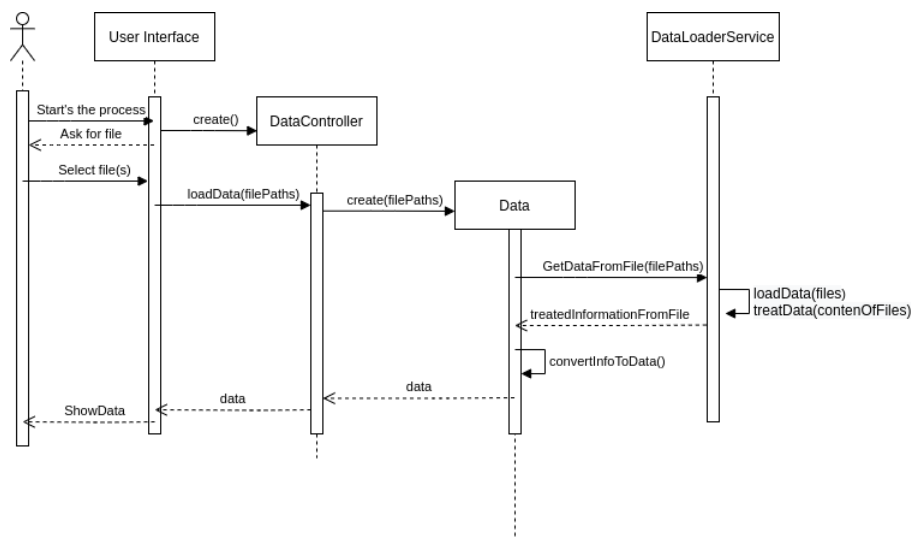 User Interface
DataLoaderService
Start's the process
create()
DataController
Ask for file
Select file(s)
loadData(filePaths)
create(filePaths)
Data
GetDataFromFile(filePaths)
loadData(files)
treatData(contenOfFiles)
treatedInformationFromFile
convertInfoToData()
data
data
ShowData